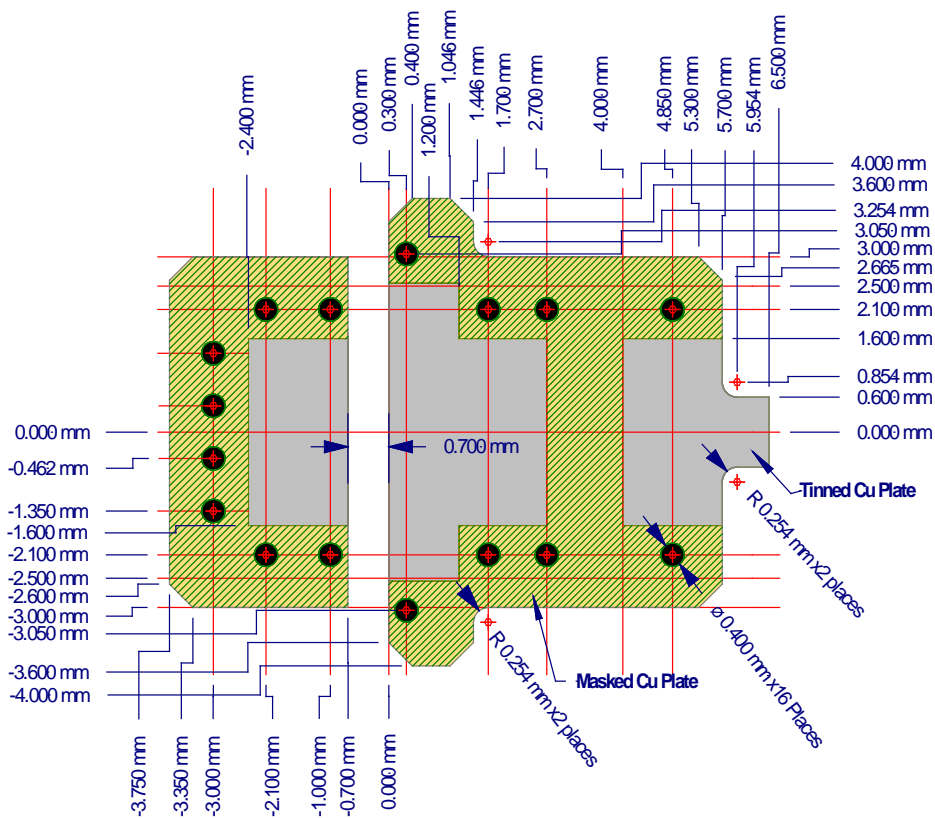 -2.400 mm
0.000 mm
0.300 mm
0.400 mm
1.046 mm
1.200 mm
1.446 mm
1.700 mm
2.700 mm
4.000 mm
4.850 mm
5.300 mm
5.700 mm
5.954 mm
6.500 mm
4.000 mm
3.600 mm
3.254 mm
3.050 mm
3.000 mm
2.665 mm
2.500 mm
2.100 mm
1.600 mm
0.854 mm
0.600 mm
0.000 mm
0.000 mm
-0.462 mm
-1.350 mm
-1.600 mm
-2.100 mm
-2.500 mm
-2.600 mm
-3.000 mm
-3.050 mm
-3.600 mm
-4.000 mm
0.700 mm
Tinned Cu Plate
R 0.254 mm x2 places
ø 0.400 mm x16 Places
Masked Cu Plate
R 0.254 mm x2 places
-3.750 mm
-3.350 mm
-3.000 mm
-2.100 mm
-1.000 mm
-0.700 mm
0.000 mm